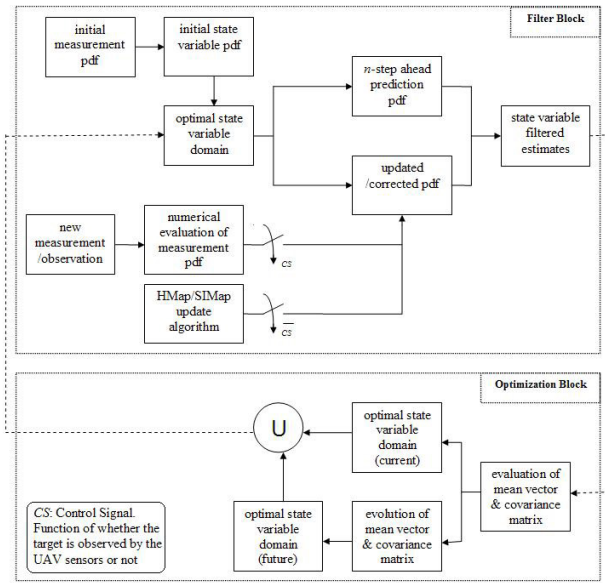 Filter Block
initial
measurement
pdf
initial state
variable pdf
n-step ahead
prediction
pdf
optimal state
variable
domain
state variable
filtered
estimates
updated
/corrected pdf
new
measurement
/observation
numerical
evaluation of
measurement
pdf
cs
HMap/SIMap
update
algorithm
cs
Optimization Block
U
optimal state
variable
domain
(current)
evaluation of
mean vector
& covariance
matrix
optimal state
variable
domain
(future)
evolution of
mean vector
& covariance
matrix
CS: Control Signal.
Function of whether the
target is observed by the
UAV sensors or not